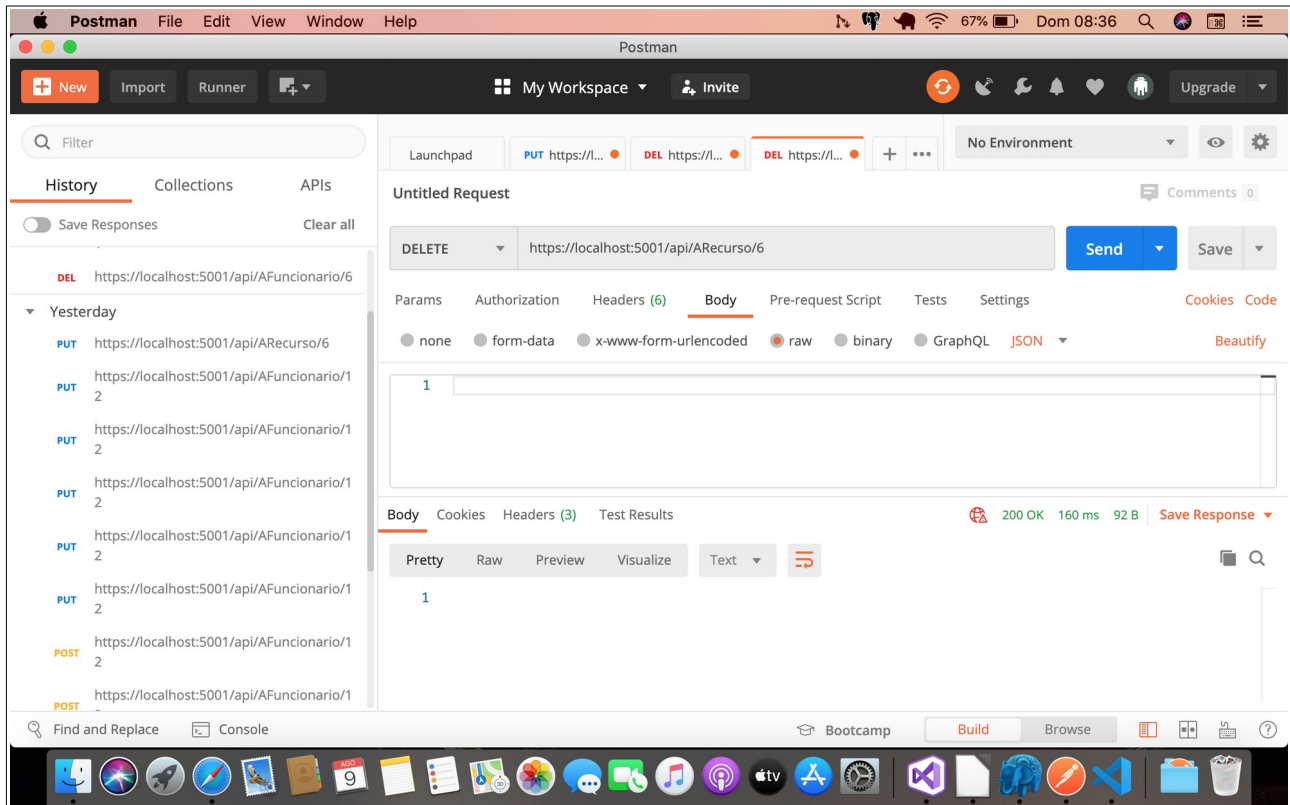 Postman File Edit View Window Help 67% Dom 08:36
Postman
New Import Runner My Workspace Invite Upgrade
Filter
History Collections APIs
Save Responses Clear all
DEL https://localhost:5001/api/AFuncionario/6
Yesterday
PUT https://localhost:5001/api/ARecurso/6
PUT https://localhost:5001/api/AFuncionario/1
2
PUT https://localhost:5001/api/AFuncionario/1
2
PUT https://localhost:5001/api/AFuncionario/1
2
PUT https://localhost:5001/api/AFuncionario/1
2
PUT https://localhost:5001/api/AFuncionario/1
2
POST https://localhost:5001/api/AFuncionario/1
2
POST https://localhost:5001/api/AFuncionario/1
Launchpad PUT https://l... DEL https://l... DEL https://l... + ••• No Environment
Untitled Request Comments 0
DELETE https://localhost:5001/api/ARecurso/6 Send Save
Params Authorization Headers (6) Body Pre-request Script Tests Settings Cookies Code
none form-data x-www-form-urlencoded raw binary GraphQL JSON Beautify
1
Body Cookies Headers (3) Test Results 200 OK 160 ms 92 B Save Response
Pretty Raw Preview Visualize Text
1
Find and Replace Console Bootcamp Build Browse ?
AGO
9
tv